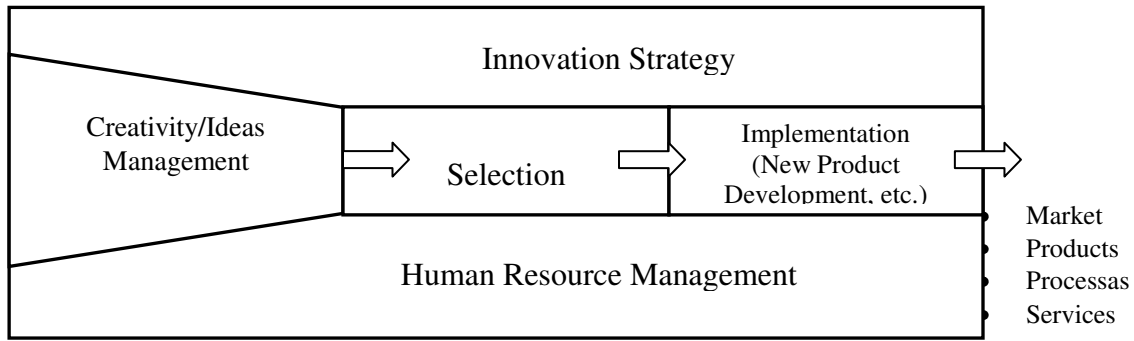 Innovation Strategy
Creativity/Ideas
Management
Selection
Implementation
(New Product
Development, etc.)
Human Resource Management
• Market
• Products
• Processas
• Services